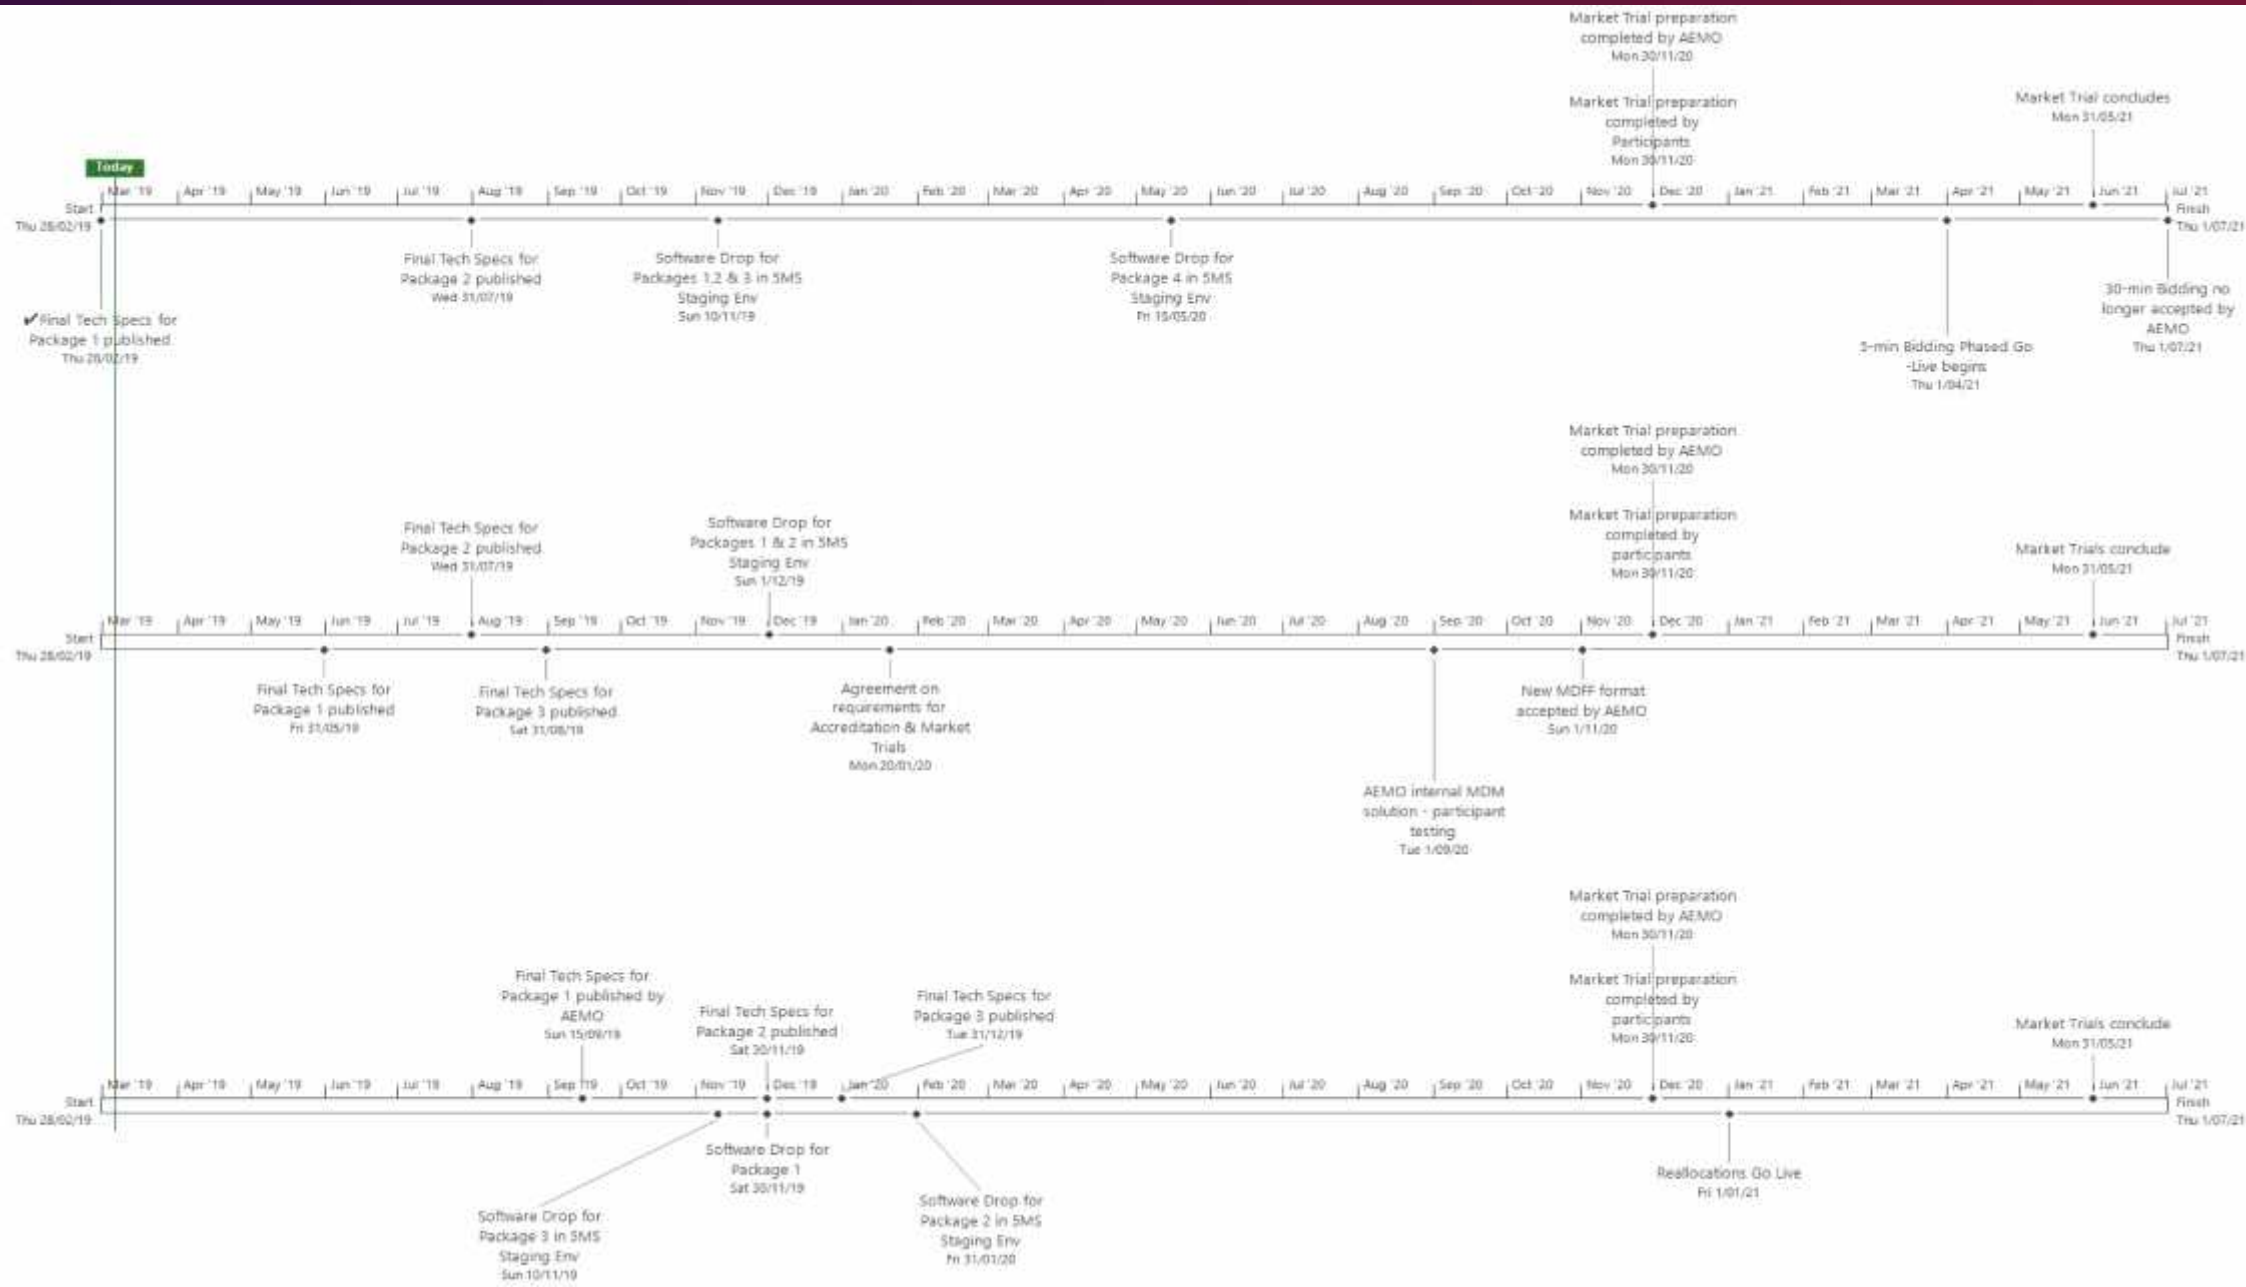 Market Trial preparation
completed by AEMO
Mon 30/11/20
Market Trial preparation
completed by
Participants
Mon 30/11/20
Market Trial concludes
Mon 31/05/21
Today
Mar '19 Apr '19 May '19 Jun '19 Jul '19 Aug '19 Sep '19 Oct '19 Nov '19 Dec '19 Jan '20 Feb '20 Mar '20 Apr '20 May '20 Jun '20 Jul '20 Aug '20 Sep '20 Oct '20 Nov '20 Dec '20 Jan '21 Feb '21 Mar '21 Apr '21 May '21 Jun '21 Jul '21
Start
Thu 28/02/19
Finish
Thu 1/07/21
✔Final Tech Specs for
Package 1 published
Thu 28/02/19
Final Tech Specs for
Package 2 published
Wed 31/07/19
Software Drop for
Packages 1,2 & 3 in 5MS
Staging Env
Sun 10/11/19
Software Drop for
Package 4 in 5MS
Staging Env
Fri 15/05/20
5-min Bidding Phased Go
-Live begins
Thu 1/04/21
30-min Bidding no
longer accepted by
AEMO
Thu 1/07/21
Market Trial preparation
completed by AEMO
Mon 30/11/20
Market Trial preparation
completed by
participants
Mon 30/11/20
Final Tech Specs for
Package 2 published
Wed 31/07/19
Software Drop for
Packages 1 & 2 in 5MS
Staging Env
Sun 1/12/19
Market Trials conclude
Mon 31/05/21
Mar '19 Apr '19 May '19 Jun '19 Jul '19 Aug '19 Sep '19 Oct '19 Nov '19 Dec '19 Jan '20 Feb '20 Mar '20 Apr '20 May '20 Jun '20 Jul '20 Aug '20 Sep '20 Oct '20 Nov '20 Dec '20 Jan '21 Feb '21 Mar '21 Apr '21 May '21 Jun '21 Jul '21
Start
Thu 28/02/19
Finish
Thu 1/07/21
Final Tech Specs for
Package 1 published
Fri 31/05/19
Final Tech Specs for
Package 3 published
Sat 31/08/19
Agreement on
requirements for
Accreditation & Market
Trials
Mon 20/01/20
AEMO internal MDM
solution - participant
testing
Tue 1/09/20
New MDFF format
accepted by AEMO
Sun 1/11/20
Market Trial preparation
completed by AEMO
Mon 30/11/20
Market Trial preparation
completed by
participants
Mon 30/11/20
Final Tech Specs for
Package 1 published by
AEMO
Sun 15/09/19
Final Tech Specs for
Package 2 published
Sat 30/11/19
Final Tech Specs for
Package 3 published
Tue 31/12/19
Market Trials conclude
Mon 31/05/21
Mar '19 Apr '19 May '19 Jun '19 Jul '19 Aug '19 Sep '19 Oct '19 Nov '19 Dec '19 Jan '20 Feb '20 Mar '20 Apr '20 May '20 Jun '20 Jul '20 Aug '20 Sep '20 Oct '20 Nov '20 Dec '20 Jan '21 Feb '21 Mar '21 Apr '21 May '21 Jun '21 Jul '21
Start
Thu 28/02/19
Finish
Thu 1/07/21
Software Drop for
Package 3 in 5MS
Staging Env
Sun 10/11/19
Software Drop for
Package 1
Sat 30/11/19
Software Drop for
Package 2 in 5MS
Staging Env
Fri 31/01/20
Reallocations Go Live
Fri 1/01/21